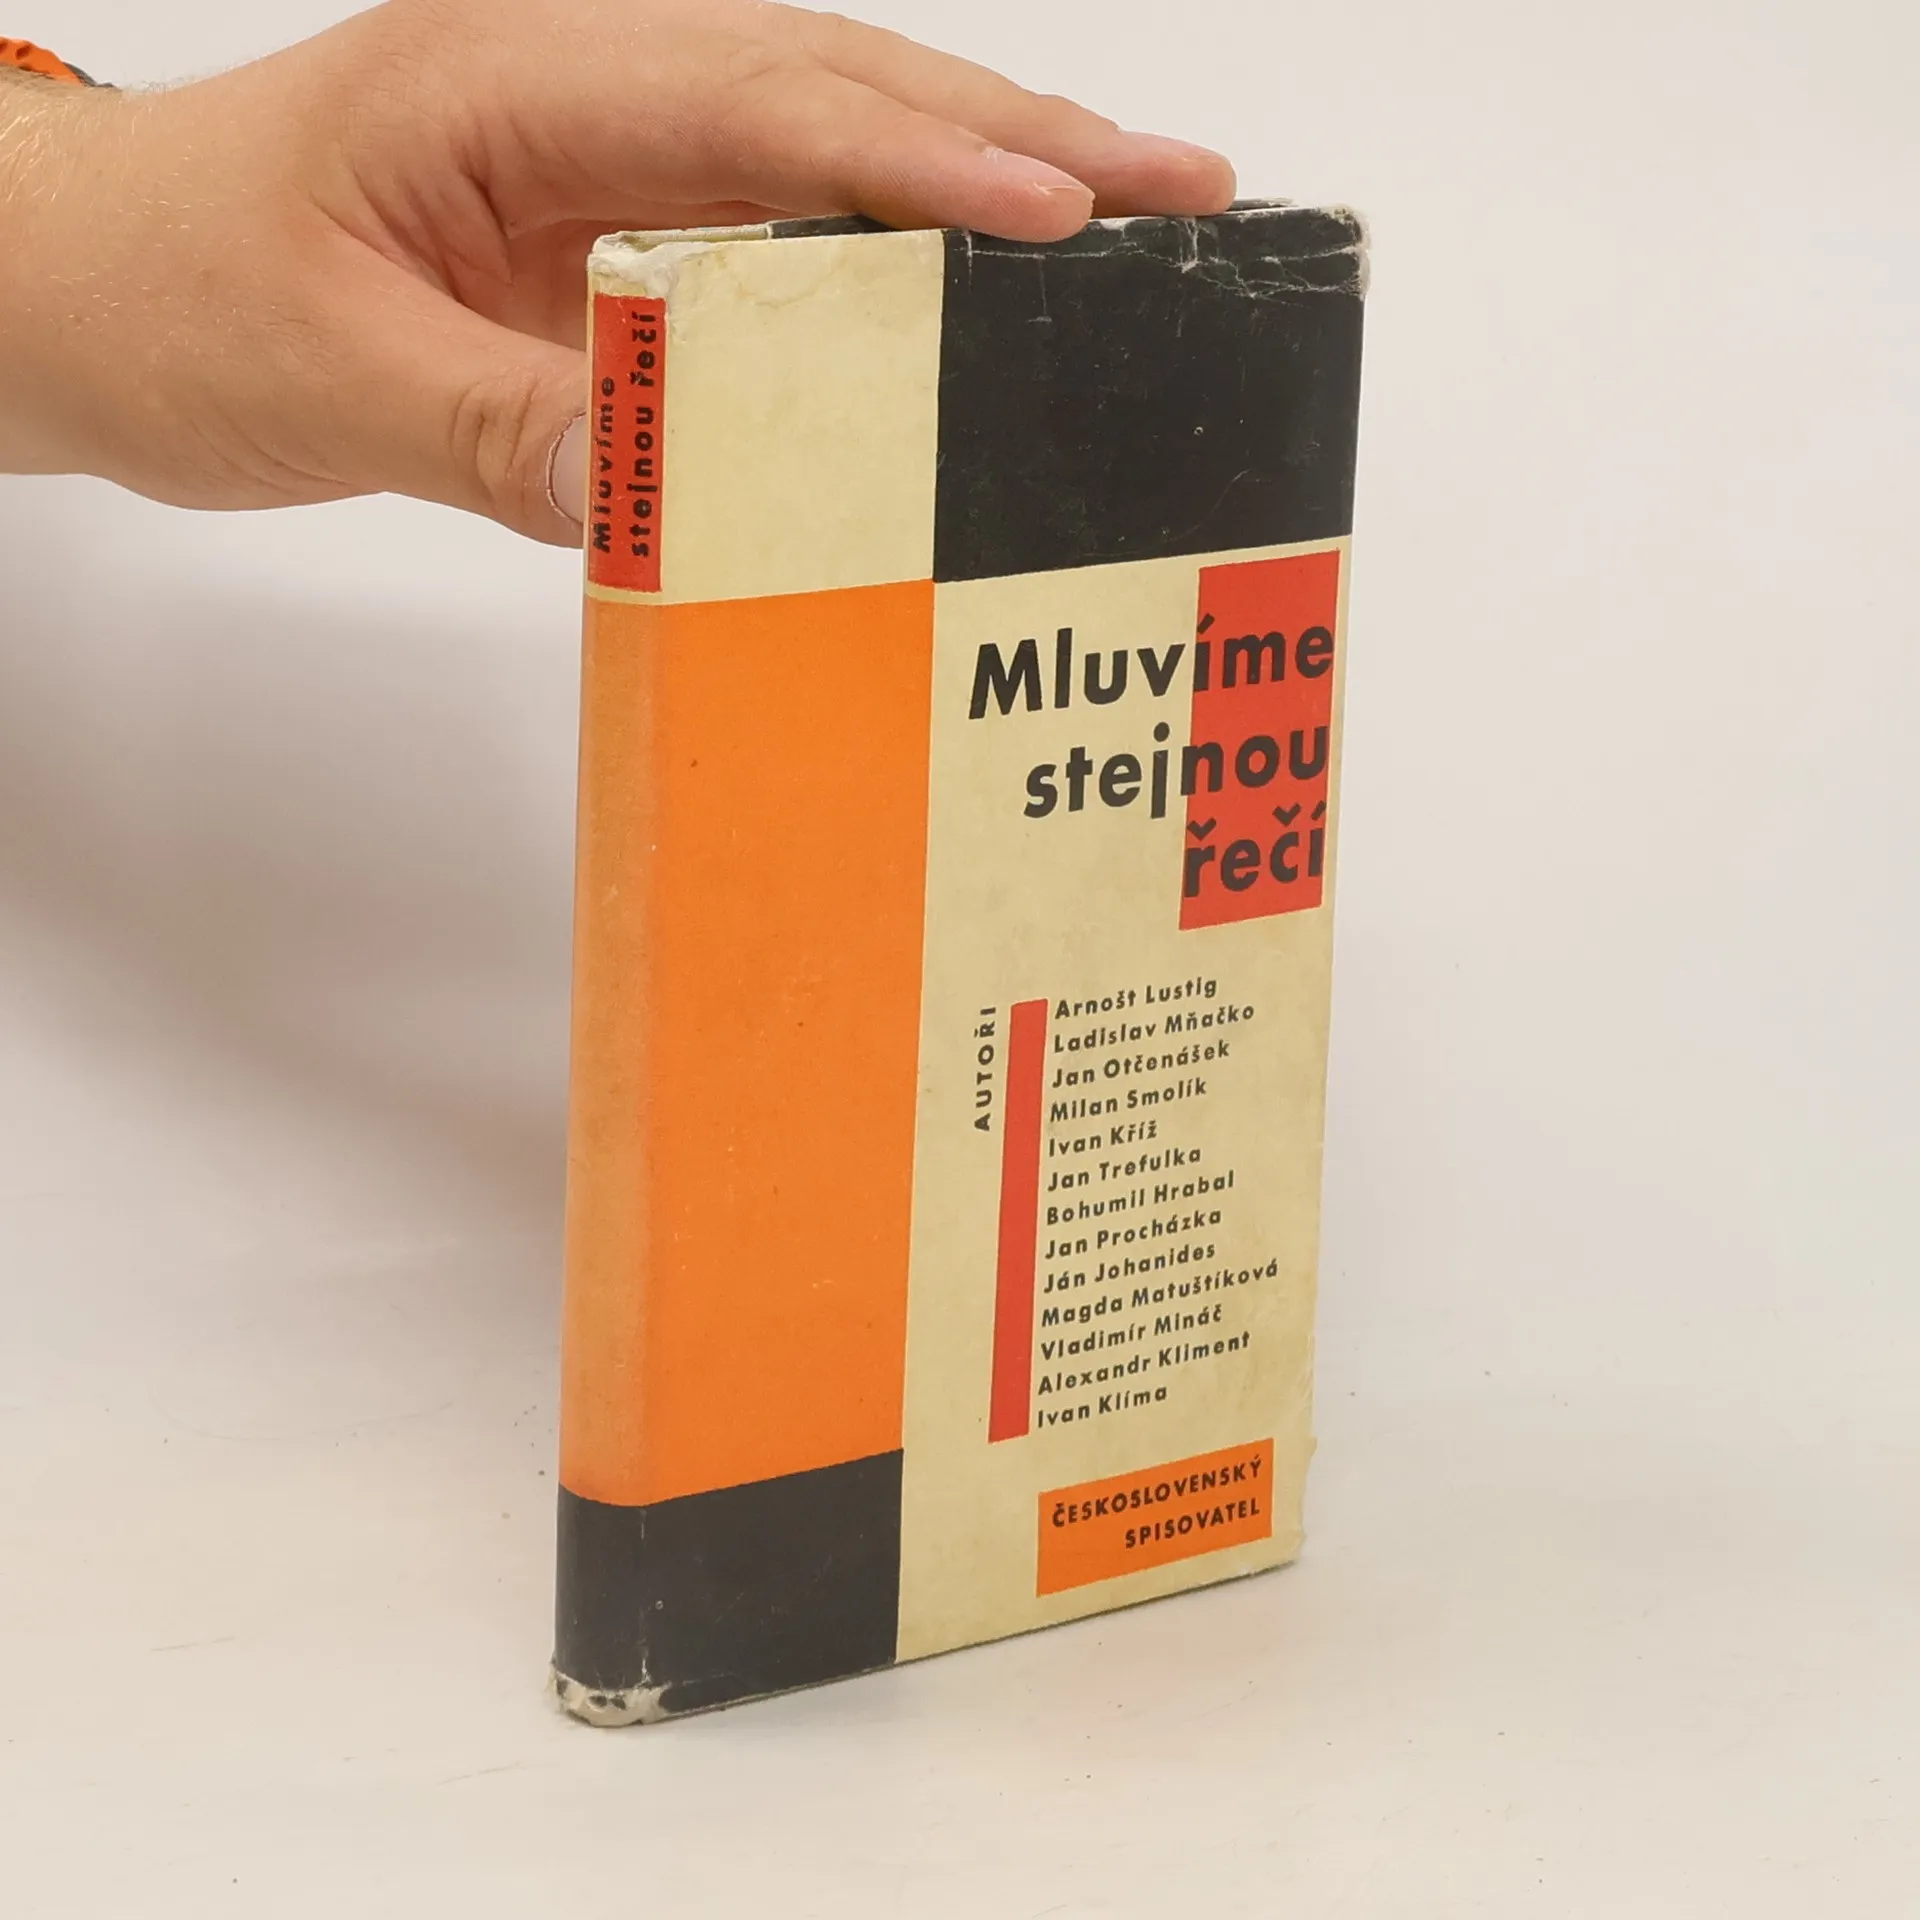 Mluvíme
stejnou řečí
Mluvíme
stejnou
řečí
AUTOŘI
Arnošt Lustig
Ladislav Mňačko
Jan Otčenášek
Milan Smolík
Ivan Kříž
Jan Trefulka
Bohumil Hrabal
Jan Procházka
Ján Johanides
Magda Matuštíková
Vladimír Mináč
Alexandr Kliment
Ivan Klíma
ČESKOSLOVENSKÝ
SPISOVATEL